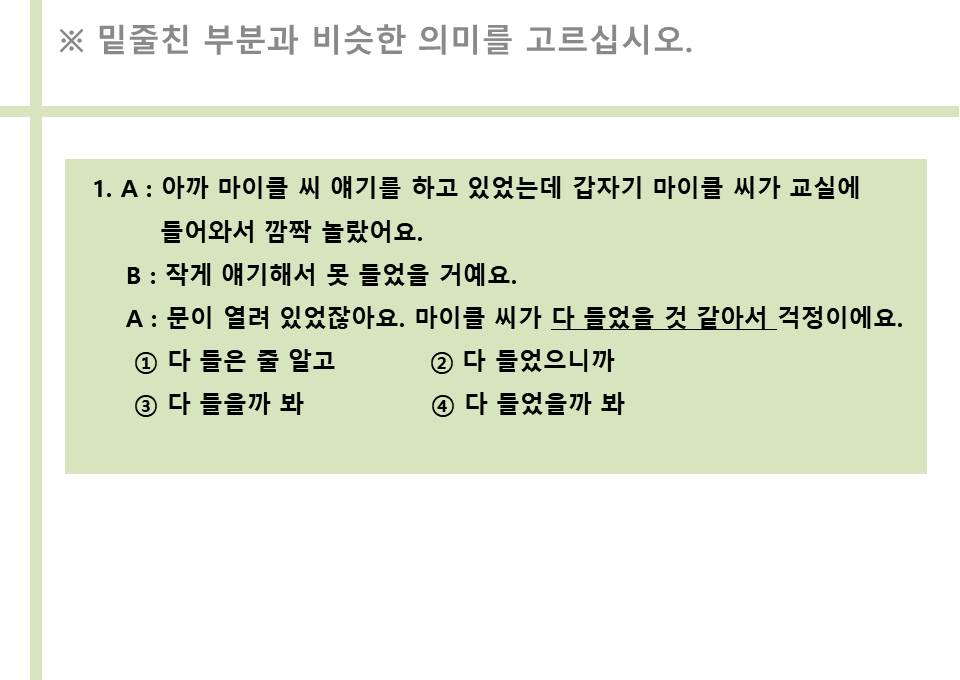 ※ 밑줄친 부분과 비슷한 의미를 고르십시오.
1. A : 아까 마이클 씨 얘기를 하고 있었는데 갑자기 마이클 씨가 교실에
들어와서 깜짝 놀랐어요.
B : 작게 얘기해서 못 들었을 거예요.
A : 문이 열려 있었잖아요. 마이클 씨가 다 들었을 것 같아서 걱정이에요.
① 다 들은 줄 알고 ② 다 들었으니까
③ 다 들을까 봐 ④ 다 들었을까 봐